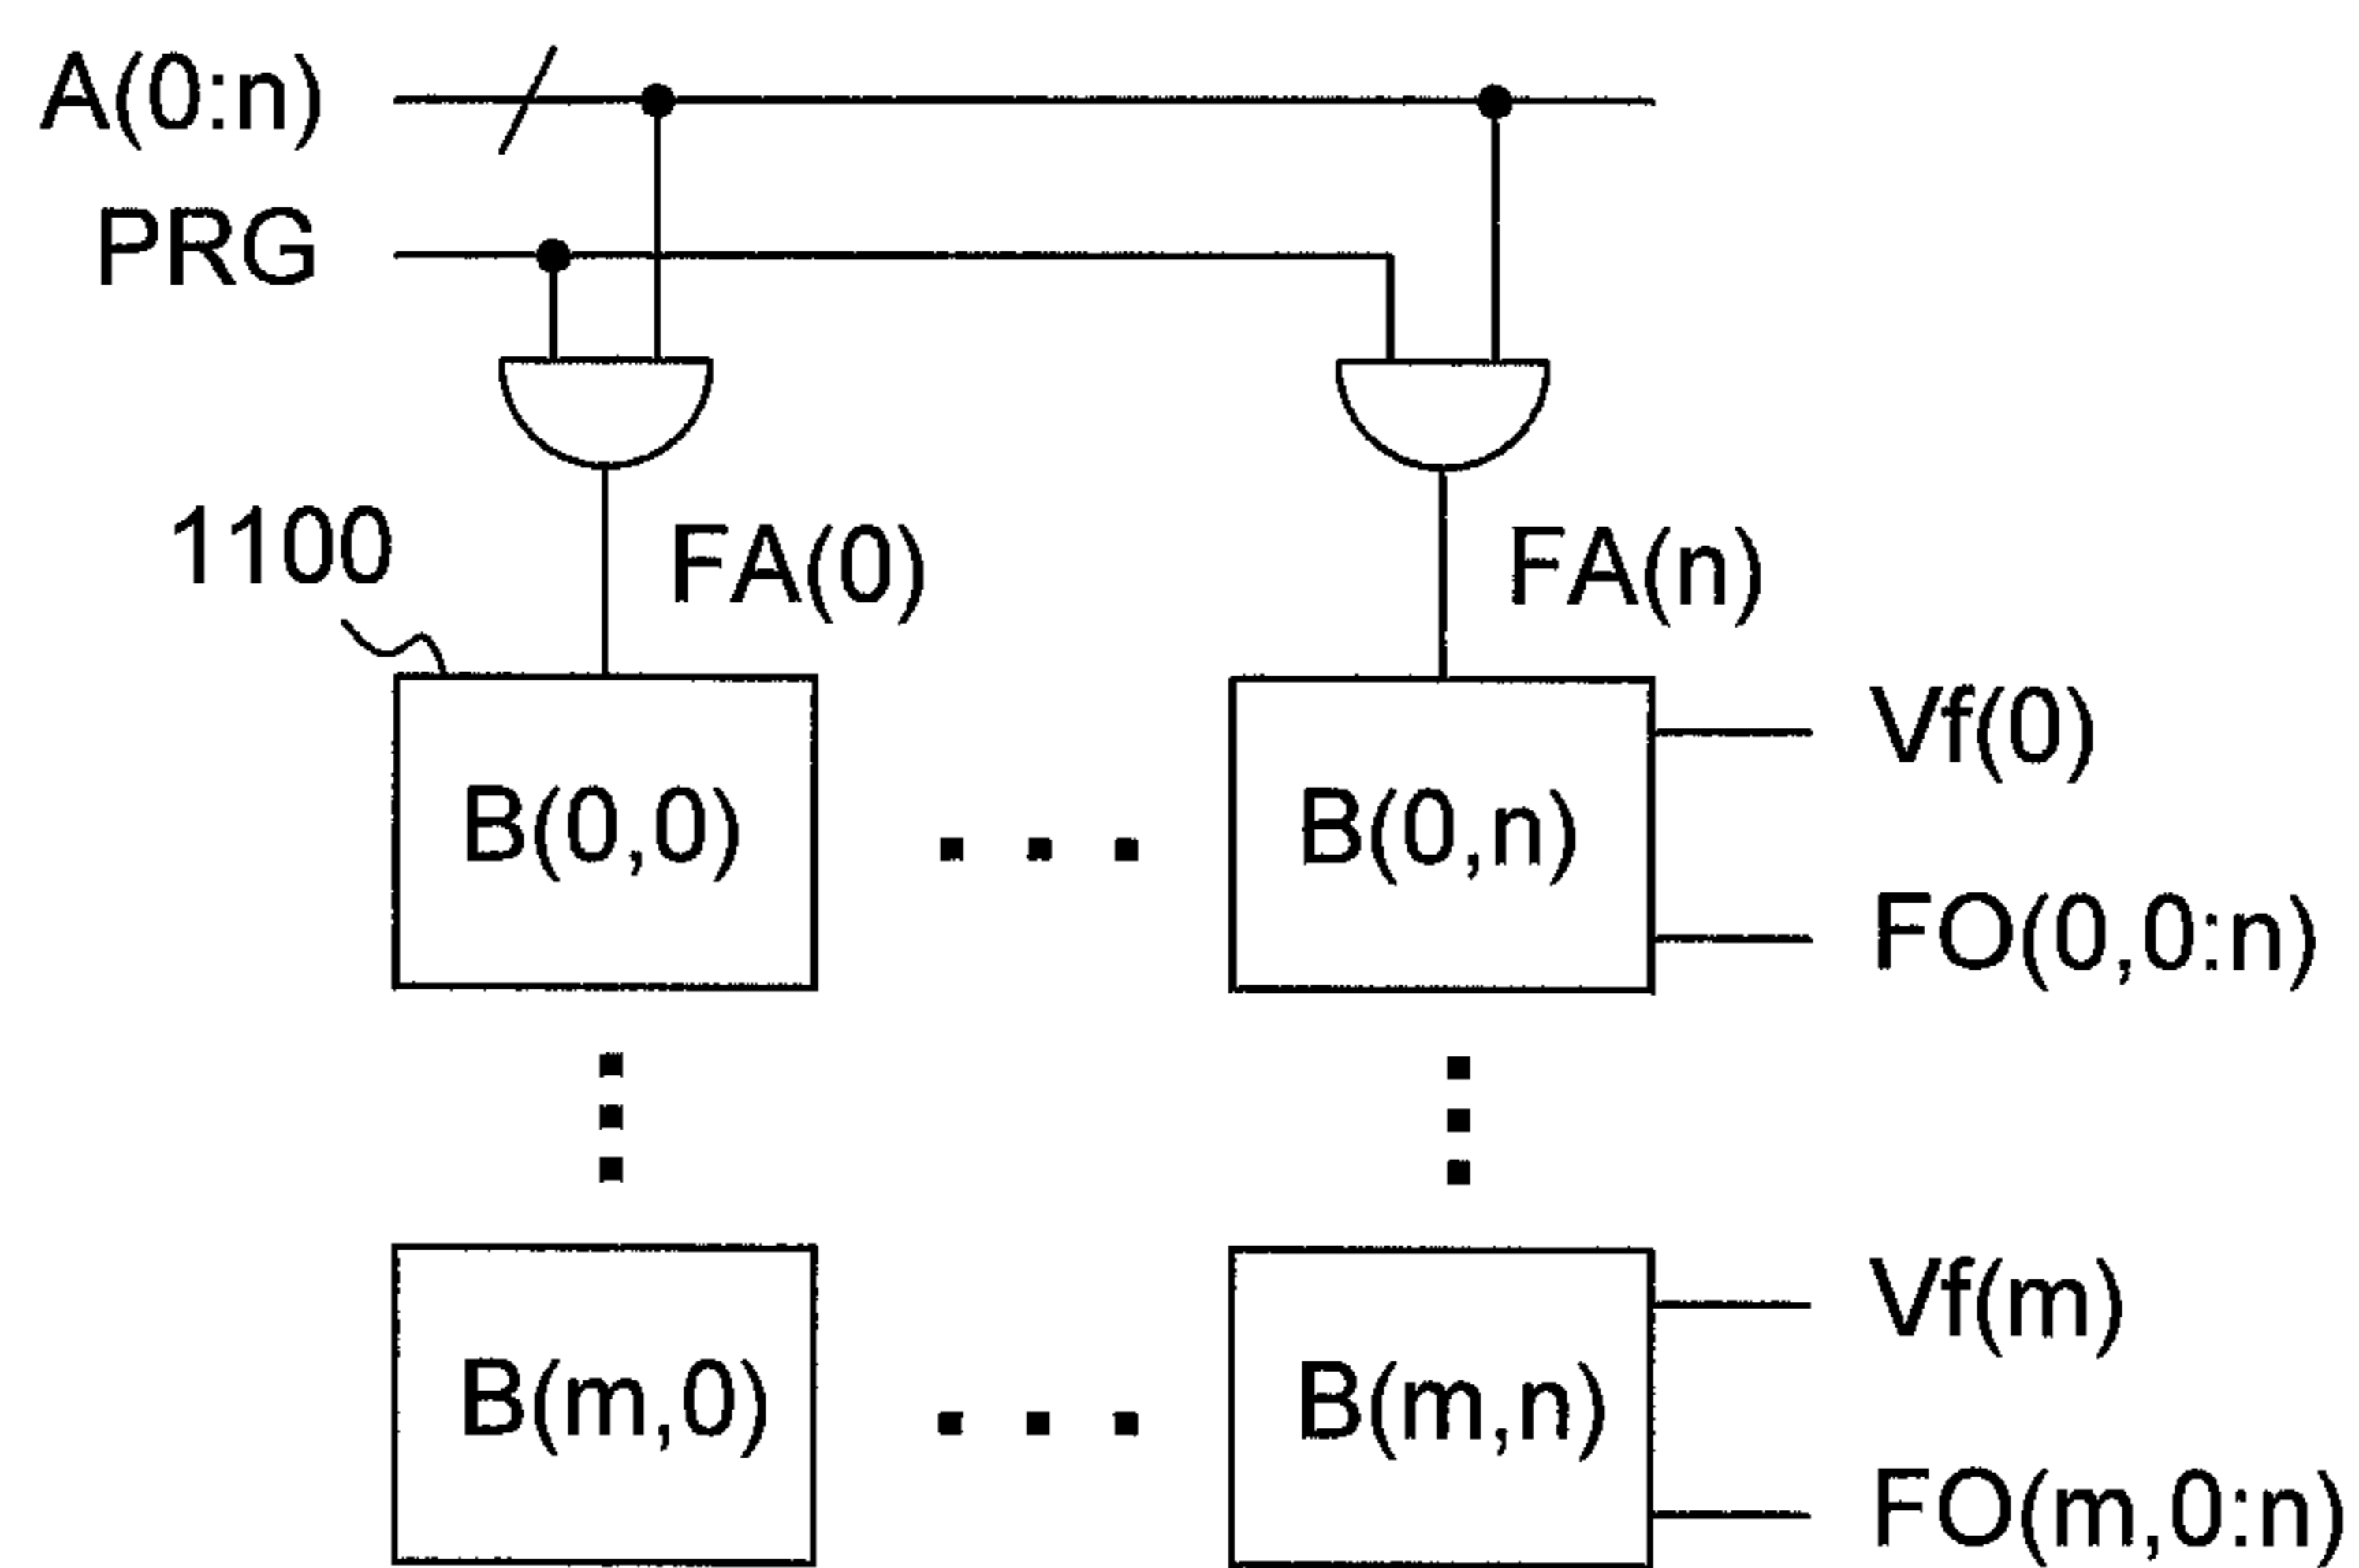 A(0:n)
PRG
1100
FA(0)
FA(n)
B(0,0)
B(0,n)
Vf(0)
FO(0,0:n)
B(m,0)
B(m,n)
Vf(m)
FO(m,0:n)